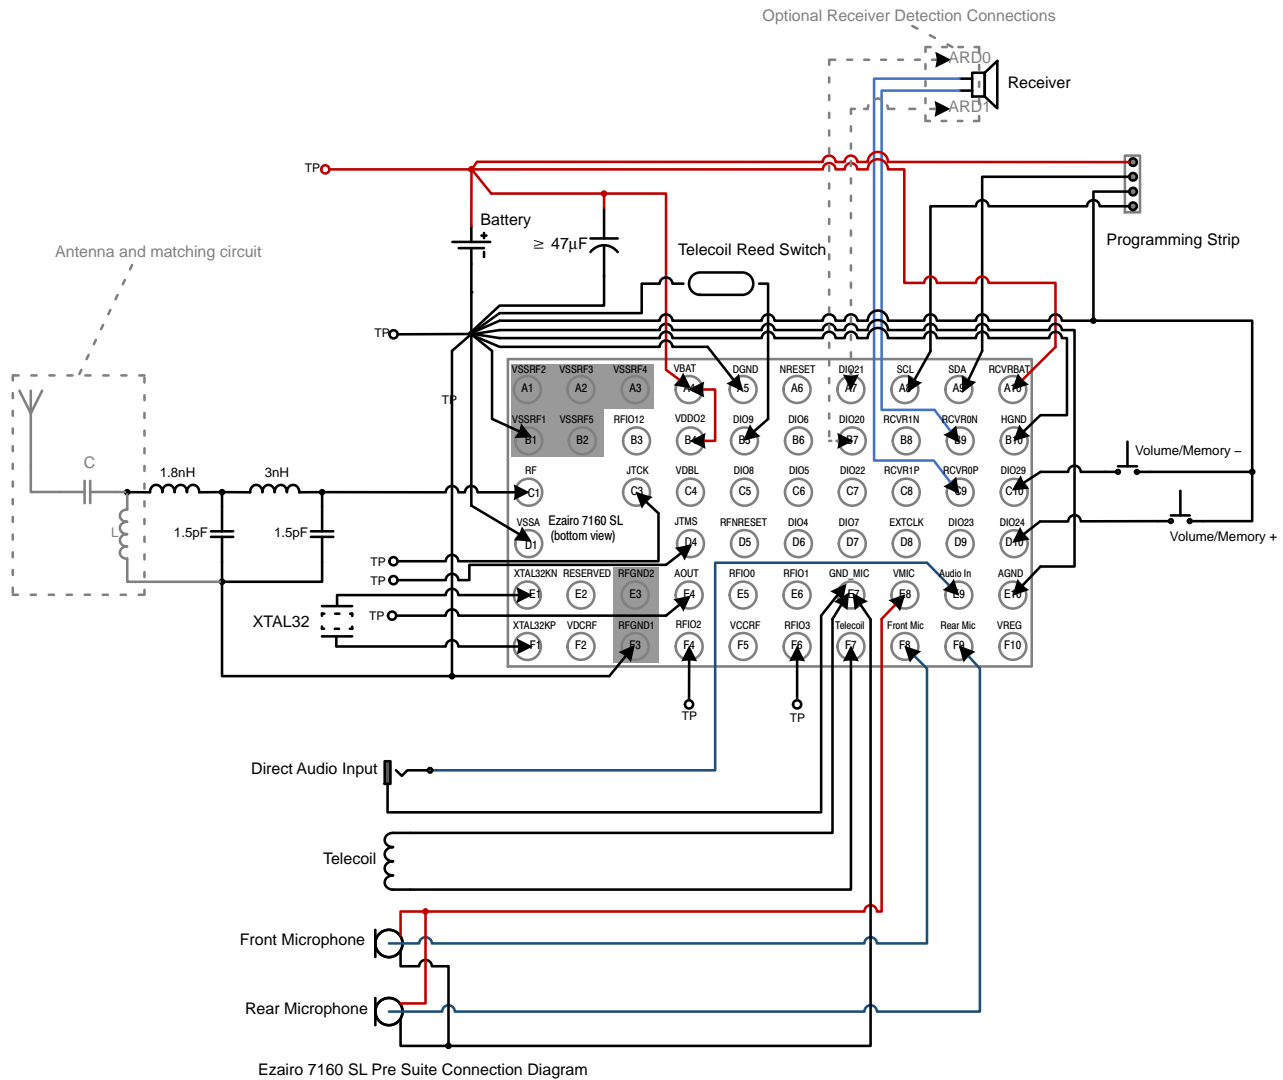 Optional Receiver Detection Connections
ARD0
Receiver
ARD1
TP
Battery
+
≥ 47µF
Telecoil Reed Switch
Programming Strip
Antenna and matching circuit
TP
VSSRF2 VSSRF3 VSSRF4 VBAT DGND NRESET DIO21 SCL SDA RCVRBAT
A1 A2 A3 A4 A5 A6 A7 A8 A9 A10
TP
VSSRF1 VSSRF5 RFIO12 VDDO2 DIO9 DIO6 DIO20 RCVR1N RCVR0N HGND
B1 B2 B3 B4 B5 B6 B7 B8 B9 B10
Volume/Memory –
C 1.8nH 3nH
RF JTCK VDBL DIO8 DIO5 DIO22 RCVR1P RCVR0P DIO29
C1 C3 C4 C5 C6 C7 C8 C9 C10
L 1.5pF 1.5pF
VSSA Ezairo 7160 SL JTMS RFNRESET DIO4 DIO7 EXTCLK DIO23 DIO24
(bottom view)
D1 D4 D5 D6 D7 D8 D9 D10
Volume/Memory +
TP
TP
XTAL32KN RESERVED RFGND2 AOUT RFIO0 RFIO1 GND_MIC VMIC Audio In AGND
E1 E2 E3 E4 E5 E6 E7 E8 E9 E10
TP
XTAL32
XTAL32KP VDCRF RFGND1 RFIO2 VCCRF RFIO3 Telecoil Front Mic Rear Mic VREG
F1 F2 F3 F4 F5 F6 F7 F8 F9 F10
TP TP
Direct Audio Input
Telecoil
Front Microphone
Rear Microphone
Ezairo 7160 SL Pre Suite Connection Diagram